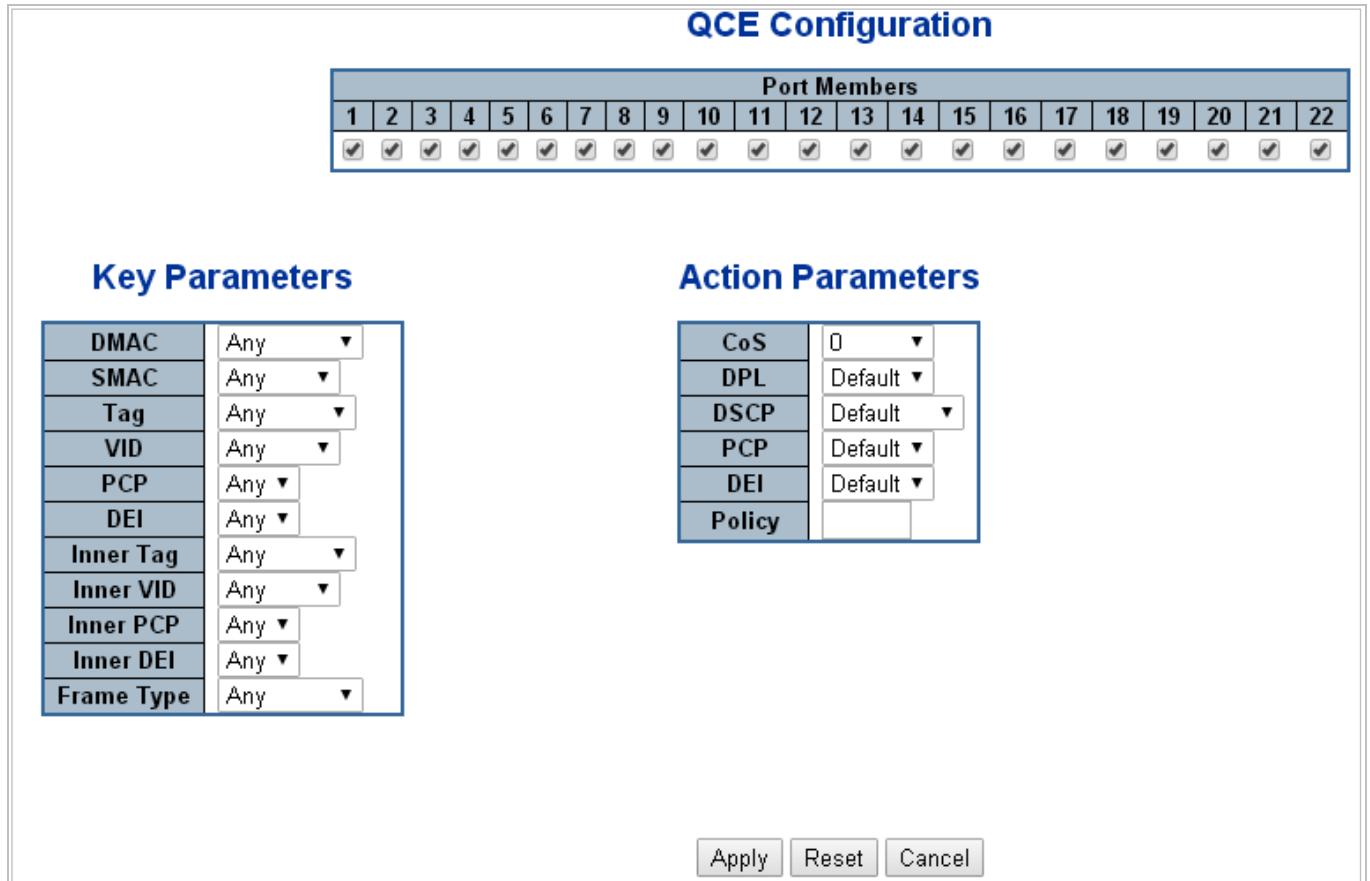 QCE Configuration
Port Members
1 2 3 4 5 6 7 8 9 10 11 12 13 14 15 16 17 18 19 20 21 22
Key Parameters
DMAC Any
SMAC Any
Tag Any
VID Any
PCP Any
DEI Any
Inner Tag Any
Inner VID Any
Inner PCP Any
Inner DEI Any
Frame Type Any
Action Parameters
CoS 0
DPL Default
DSCP Default
PCP Default
DEI Default
Policy
Apply Reset Cancel